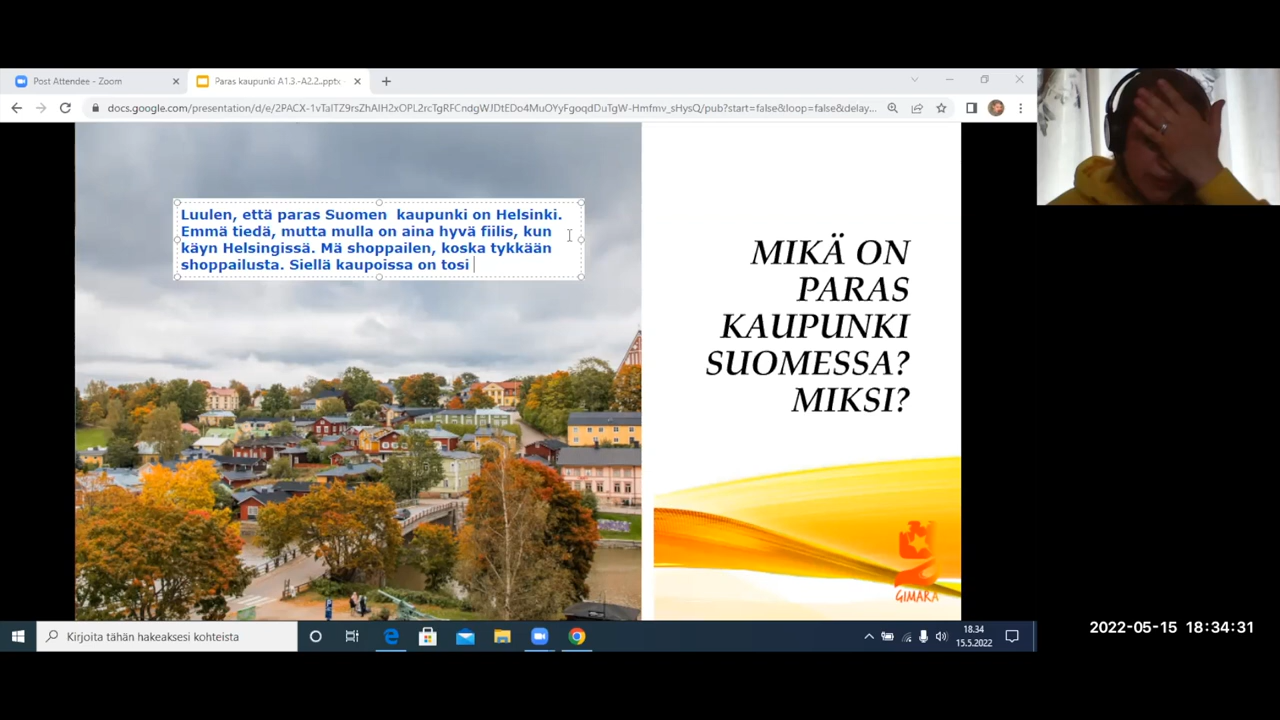 Post Attendee - Zoom
Paras kaupunki A1.3.-A2.2..pptx -
docs.google.com/presentation/d/e/2PACX-1vTaITZ9rsZhAIH2xOPL2rcTgRFCndgWJDtEDo4MuOYyFgoqdDuTgW-Hmfmv_sHysQ/pub?start=false&loop=false&delay...
Luulen, että paras Suomen  kaupunki on Helsinki.
Emmä tiedä, mutta mulla on aina hyvä fiilis, kun
käyn Helsingissä. Mä shoppailen, koska tykkään
shoppailusta. Siellä kaupoissa on tosi
MIKÄ ON
PARAS
KAUPUNKI
SUOMESSA?
MIKSI?
GIMARA
Kirjoita tähän hakeaksesi kohteista
18.34
15.5.2022
2022-05-15 18:34:31